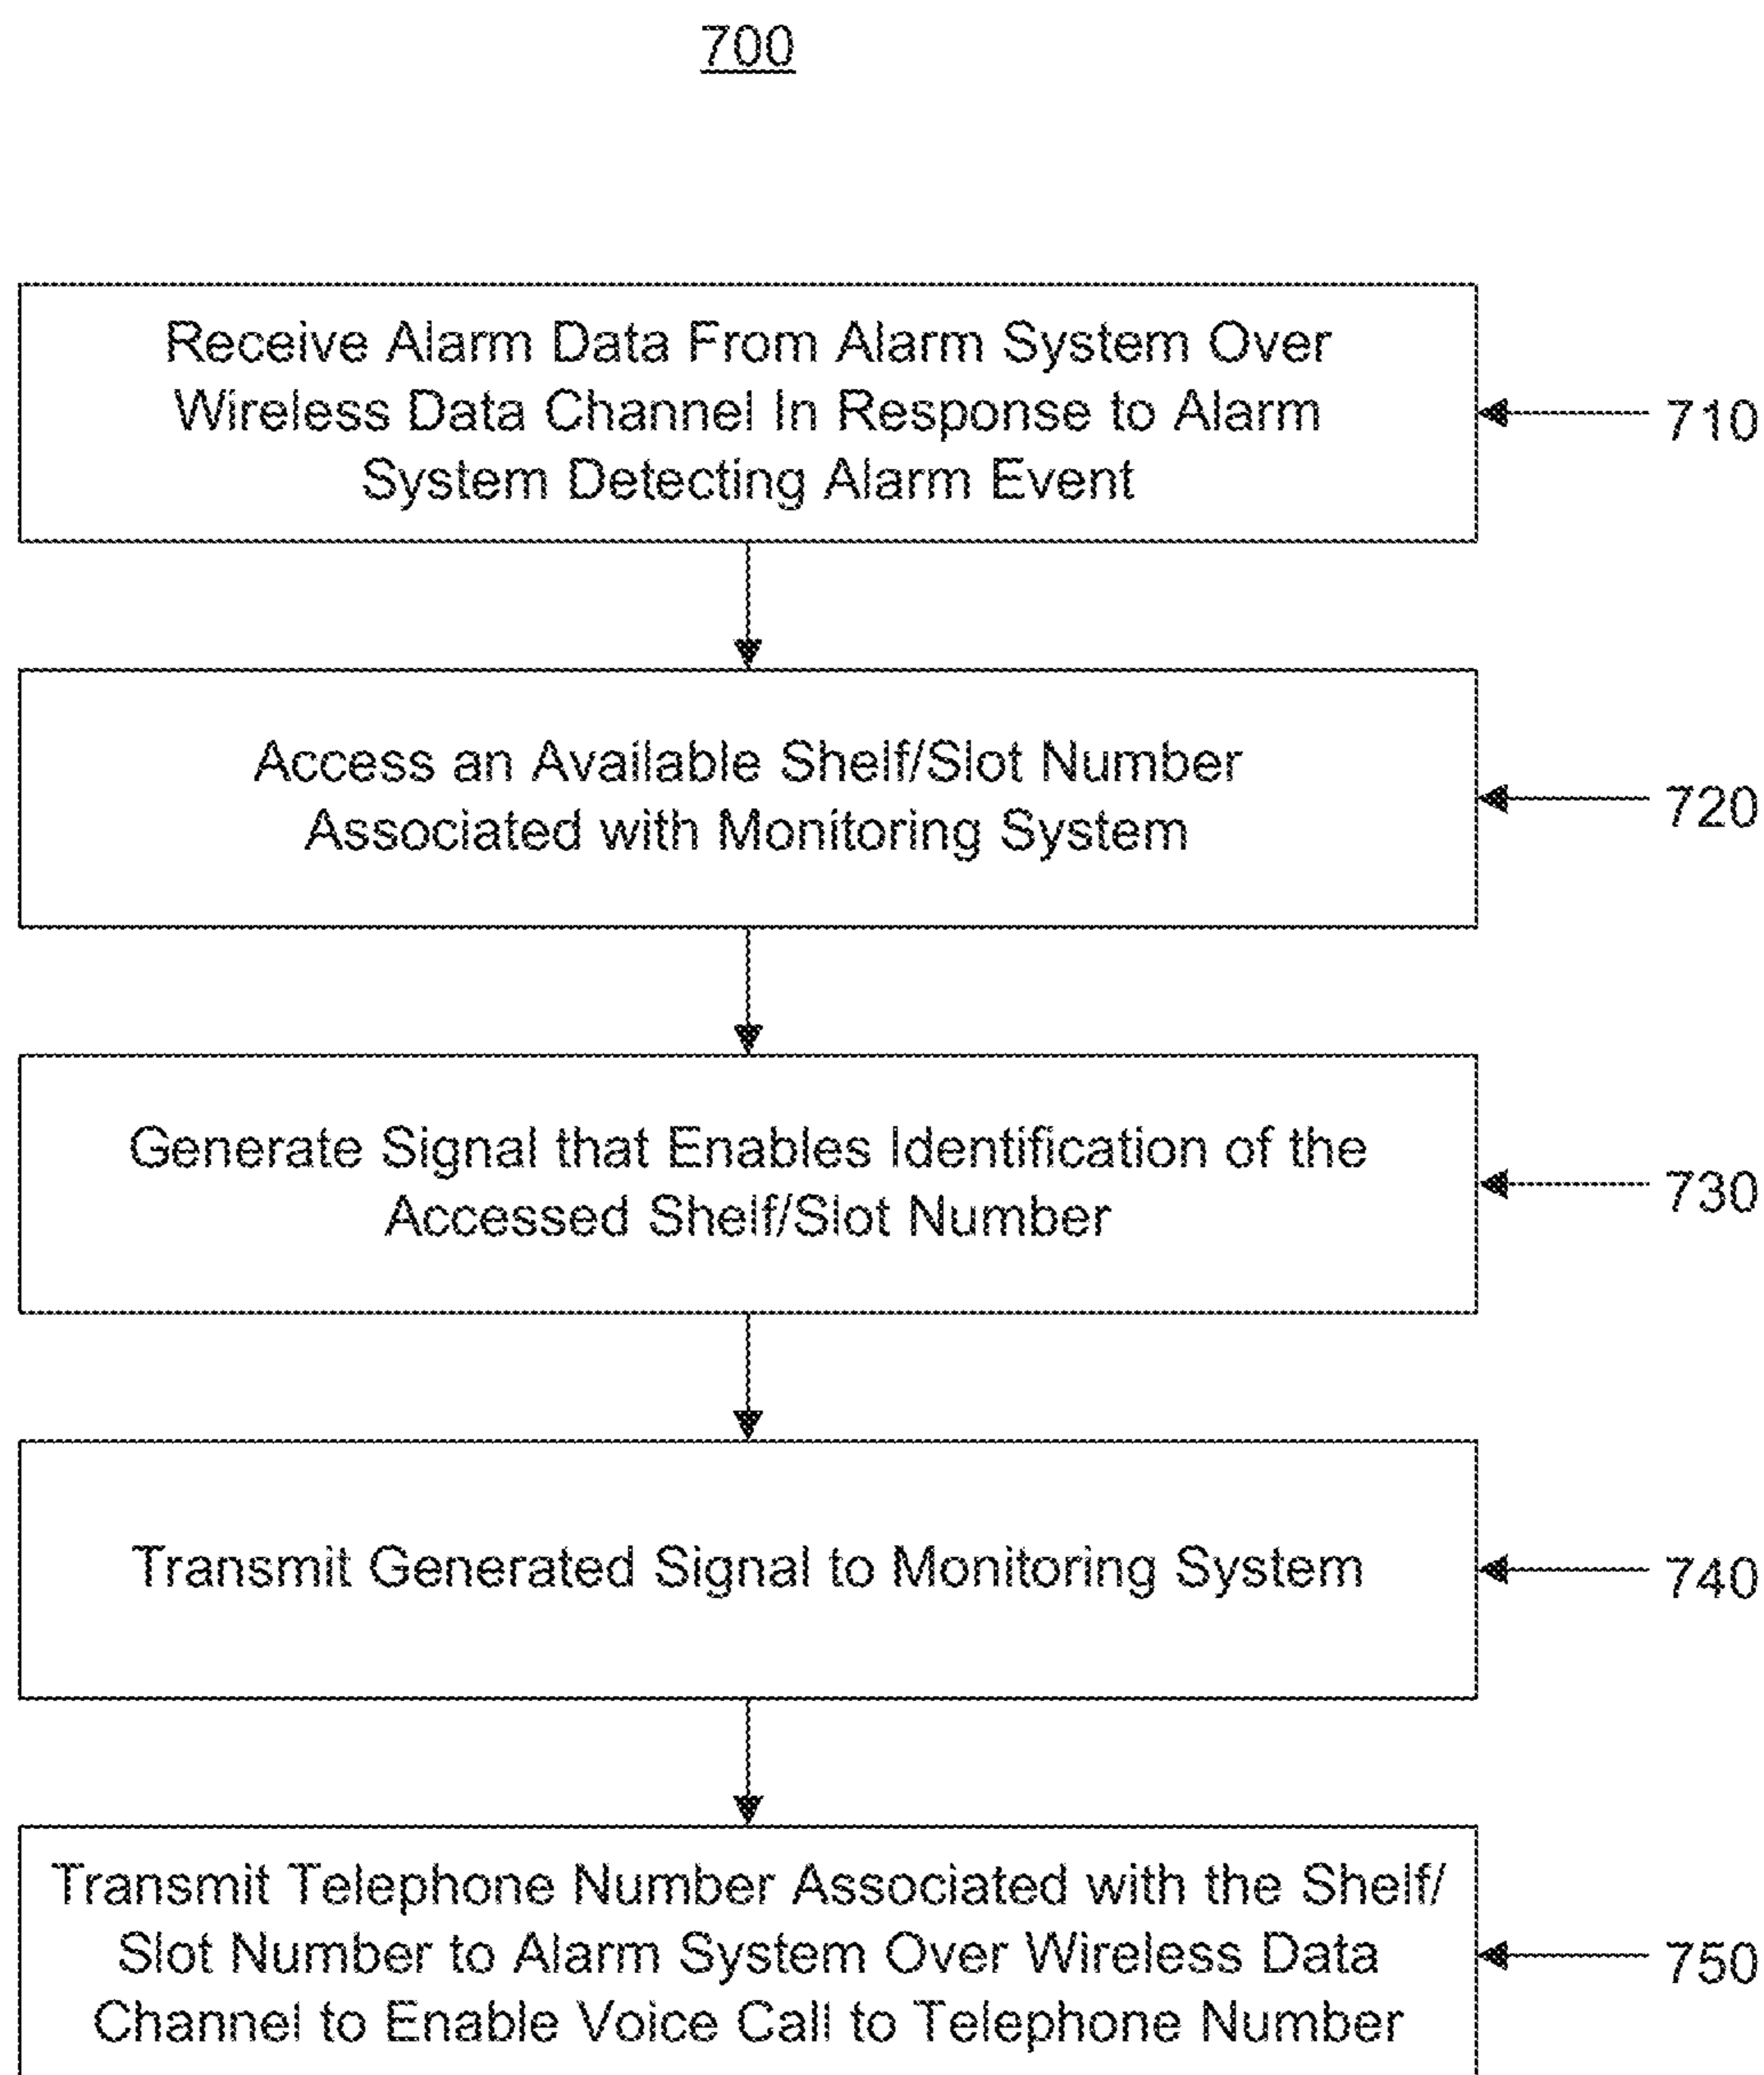 700
Receive Alarm Data From Alarm System Over
Wireless Data Channel In Response to Alarm
System Detecting Alarm Event
710
Access an Available Shelf/Slot Number
Associated with Monitoring System
720
Generate Signal that Enables Identification of the
Accessed Shelf/Slot Number
730
Transmit Generated Signal to Monitoring System
740
Transmit Telephone Number Associated with the Shelf/
Slot Number to Alarm System Over Wireless Data
Channel to Enable Voice Call to Telephone Number
750